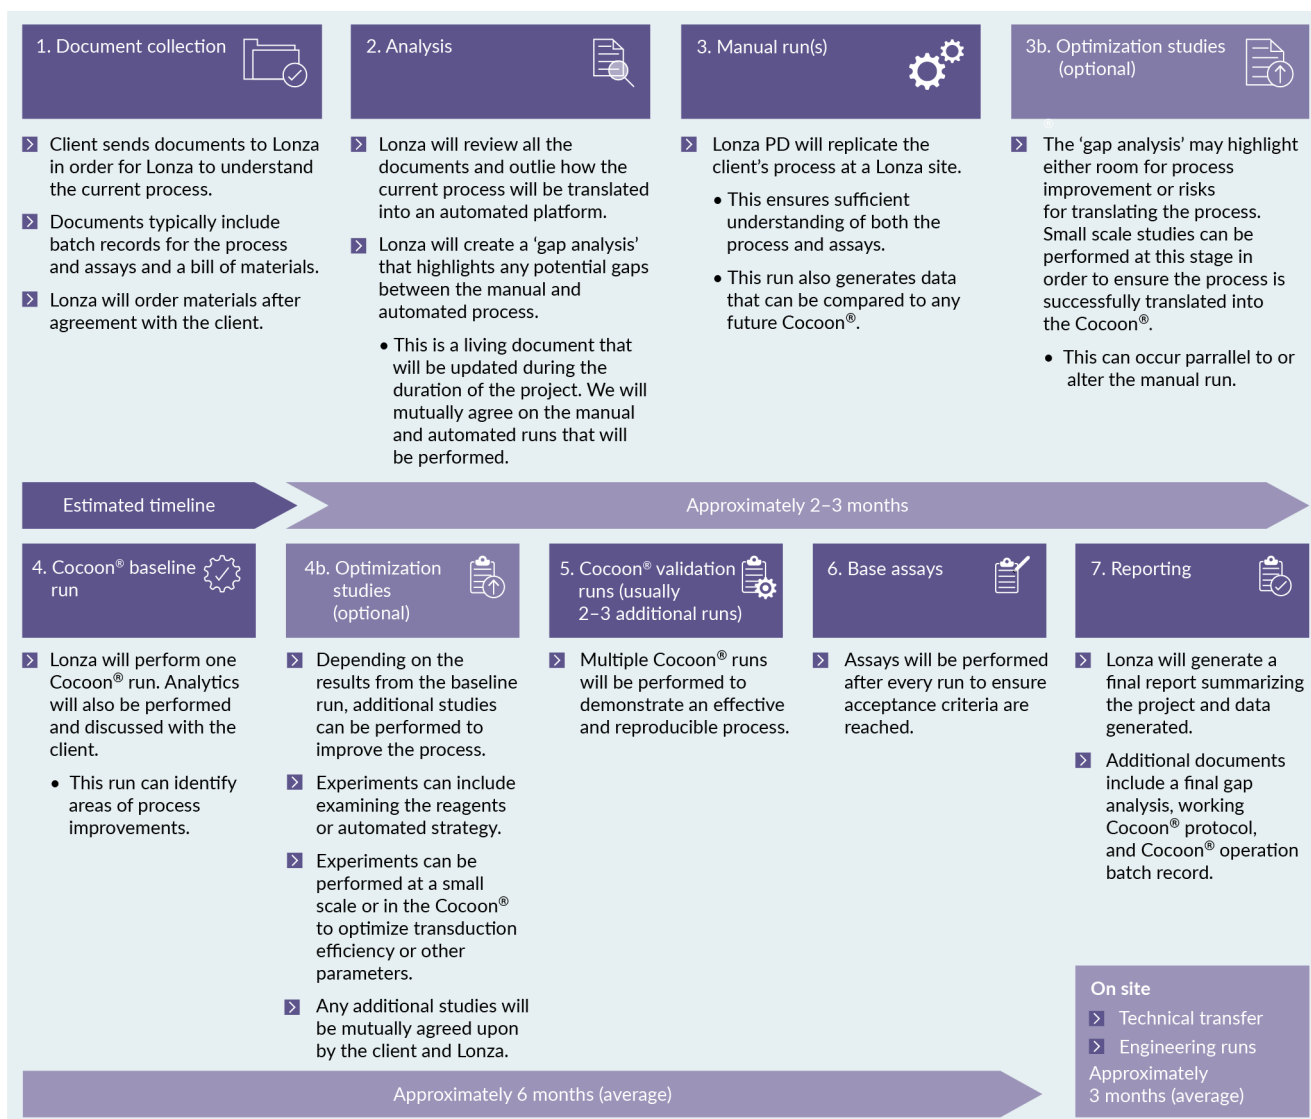 1. Document collection
Client sends documents to Lonza
in order for Lonza to understand
the current process.
Documents typically include
batch records for the process
and assays and a bill of materials.
Lonza will order materials after
agreement with the client.
2. Analysis
Lonza will review all the
documents and outlie how the
current process will be translated
into an automated platform.
Lonza will create a ‘gap analysis’
that highlights any potential gaps
between the manual and
automated process.
• This is a living document that
will be updated during the
duration of the project. We will
mutually agree on the manual
and automated runs that will
be performed.
3. Manual run(s)
Lonza PD will replicate the
client’s process at a Lonza site.
• This ensures sufficient
understanding of both the
process and assays.
• This run also generates data
that can be compared to any
future Cocoon®.
3b. Optimization studies
(optional)
®
The ‘gap analysis’ may highlight
either room for process
improvement or risks
for translating the process.
Small scale studies can be
performed at this stage in
order to ensure the process is
successfully translated into
the Cocoon®.
• This can occur parrallel to or
alter the manual run.
Estimated timeline
Approximately 2–3 months
4. Cocoon® baseline
run
Lonza will perform one
Cocoon® run. Analytics
will also be performed
and discussed with the
client.
• This run can identify
areas of process
improvements.
4b. Optimization
studies
(optional)
Depending on the
results from the baseline
run, additional studies
can be performed to
improve the process.
Experiments can include
examining the reagents
or automated strategy.
Experiments can be
performed at a small
scale or in the Cocoon®
to optimize transduction
efficiency or other
parameters.
Any additional studies will
be mutually agreed upon
by the client and Lonza.
5. Cocoon® validation
runs (usually
2–3 additional runs)
Multiple Cocoon® runs
will be performed to
demonstrate an effective
and reproducible process.
6. Base assays
Assays will be performed
after every run to ensure
acceptance criteria are
reached.
7. Reporting
Lonza will generate a
final report summarizing
the project and data
generated.
Additional documents
include a final gap
analysis, working
Cocoon® protocol,
and Cocoon® operation
batch record.
Approximately 6 months (average)
On site
Technical transfer
Engineering runs
Approximately
3 months (average)